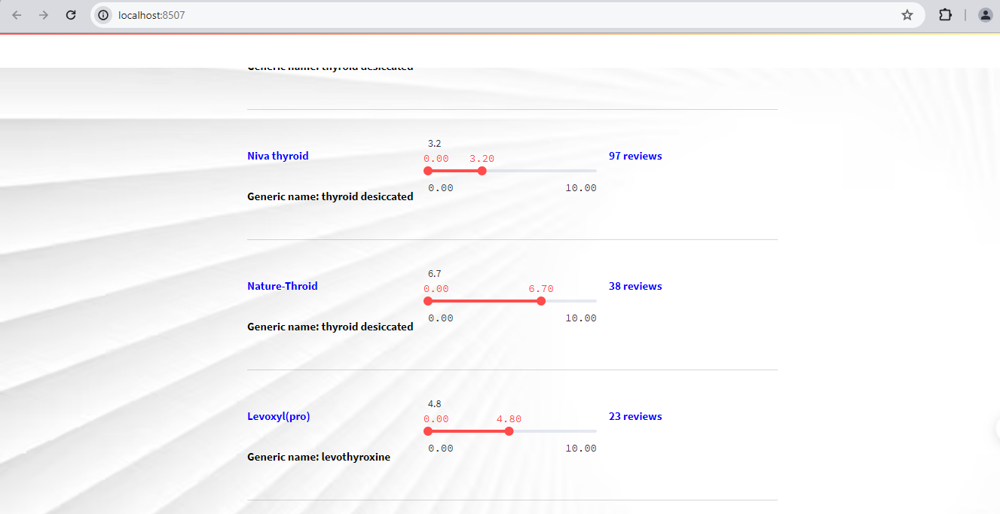 localhost:8507
Generic name: thyroid desiccated
3.2
Niva thyroid 0.00 3.20 97 reviews
0.00 10.00
Generic name: thyroid desiccated
6.7
Nature-Throid 0.00 6.70 38 reviews
0.00 10.00
Generic name: thyroid desiccated
4.8
Levoxyl(pro) 0.00 4.80 23 reviews
0.00 10.00
Generic name: levothyroxine